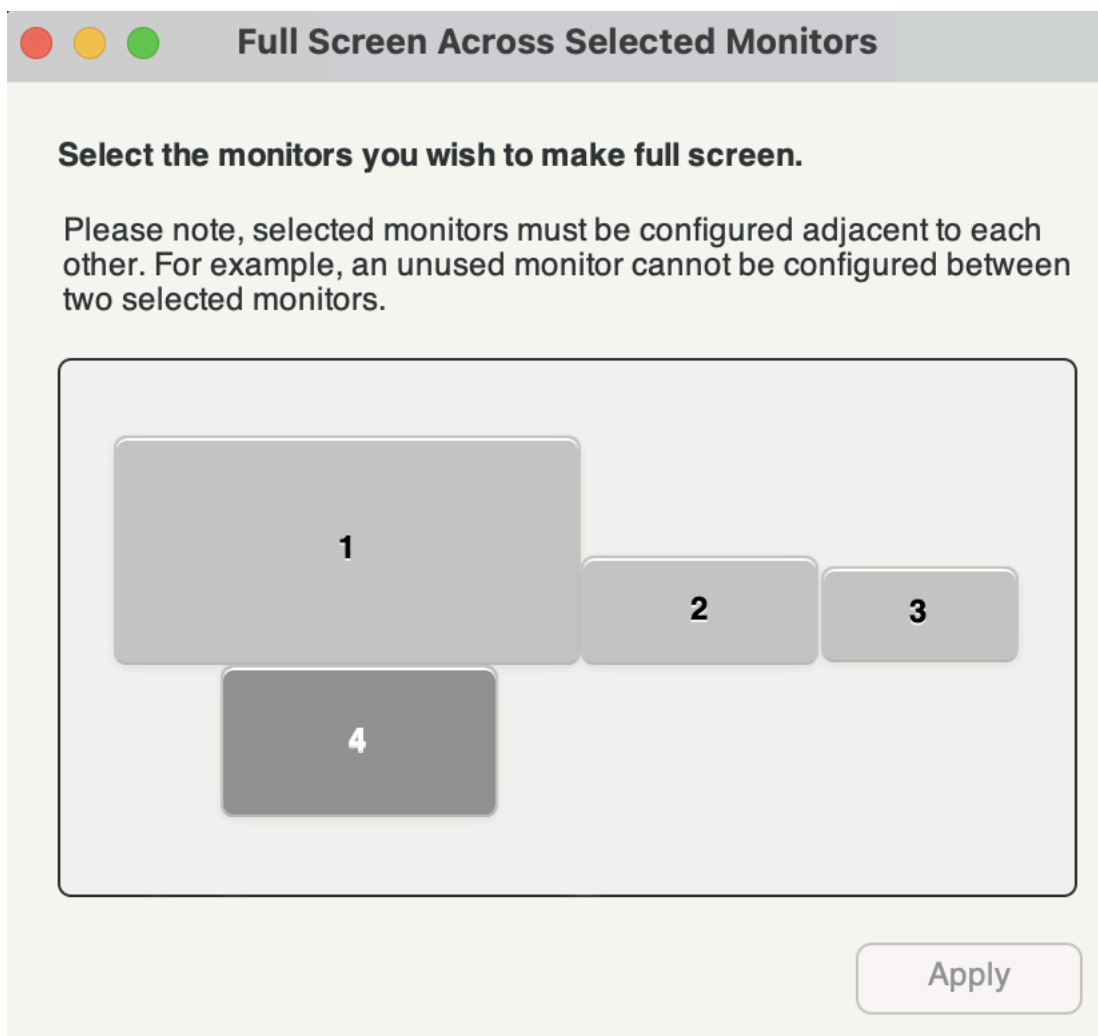 Full Screen Across Selected Monitors
Select the monitors you wish to make full screen.
Please note, selected monitors must be configured adjacent to each
other. For example, an unused monitor cannot be configured between
two selected monitors.
1
2
3
4
Apply